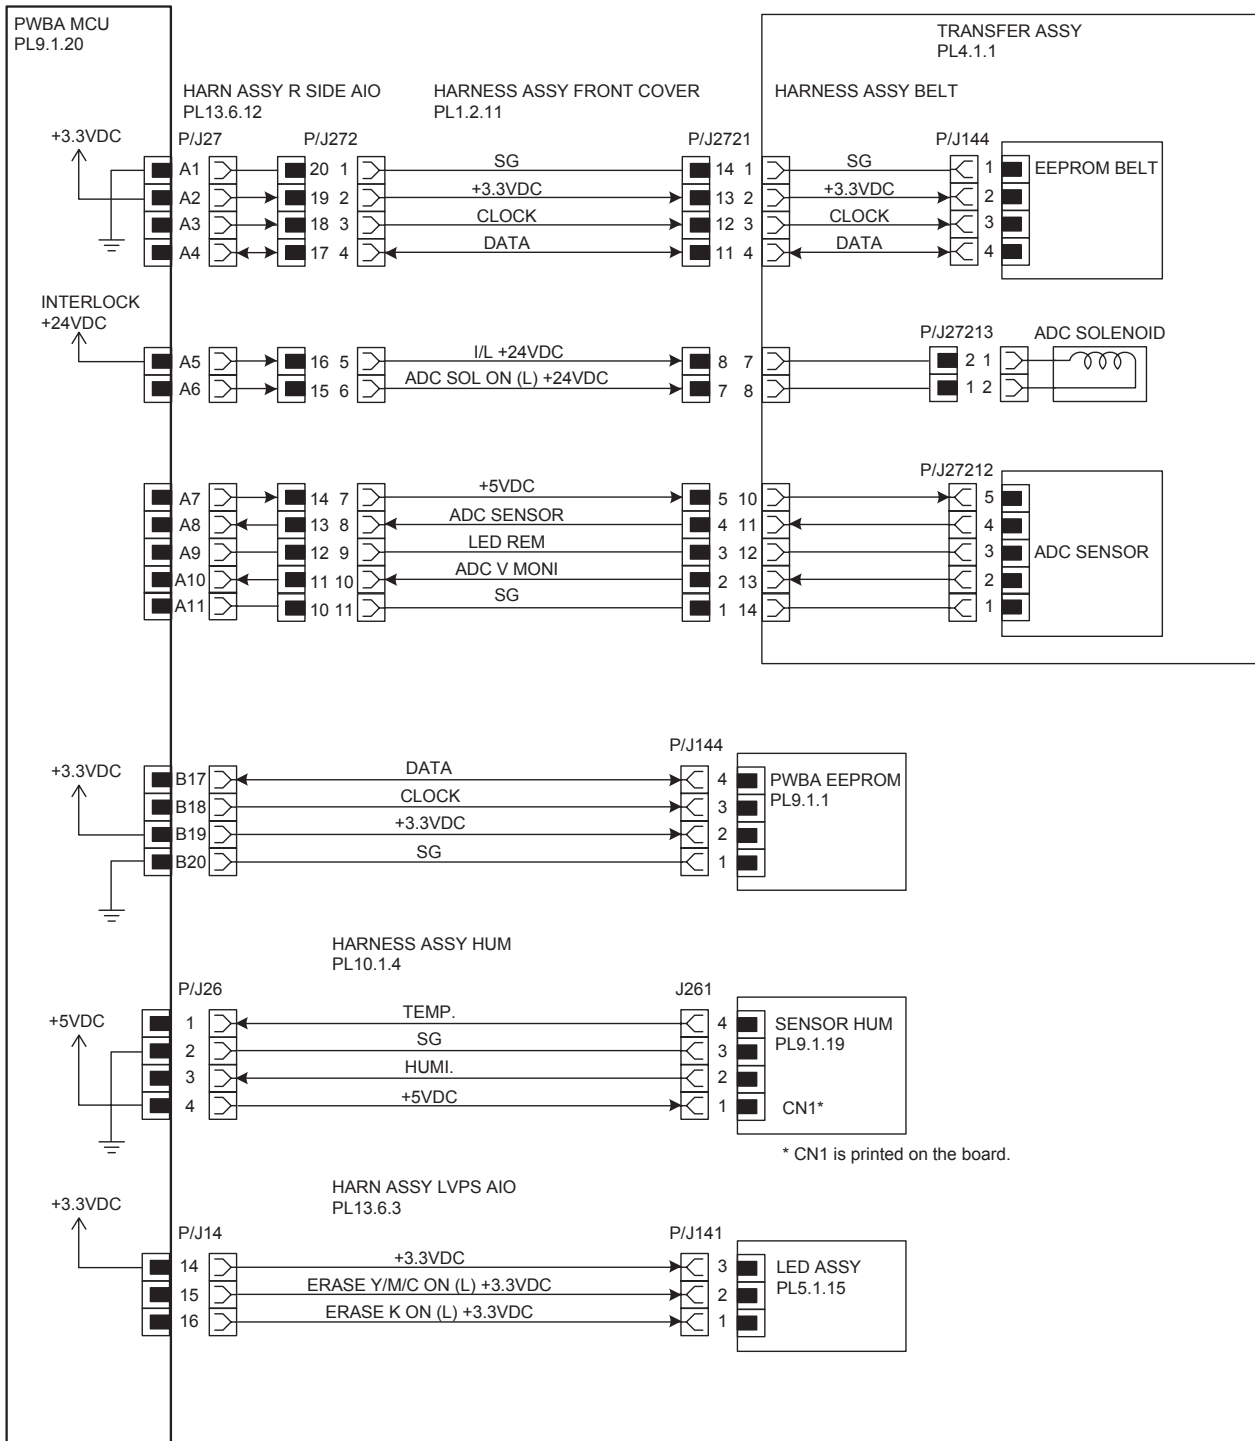 PWBA MCU
PL9.1.20
TRANSFER ASSY
PL4.1.1
HARN ASSY R SIDE AIO
PL13.6.12
HARNESS ASSY FRONT COVER
PL1.2.11
HARNESS ASSY BELT
+3.3VDC
P/J27
P/J272
P/J2721
P/J144
A1 20 1 SG 14 1 SG 1 EEPROM BELT
A2 19 2 +3.3VDC 13 2 +3.3VDC 2
A3 18 3 CLOCK 12 3 CLOCK 3
A4 17 4 DATA 11 4 DATA 4
INTERLOCK
+24VDC
P/J27213
ADC SOLENOID
A5 16 5 I/L +24VDC 8 7 2 1
A6 15 6 ADC SOL ON (L) +24VDC 7 8 1 2
P/J27212
A7 14 7 +5VDC 5 10 5
A8 13 8 ADC SENSOR 4 11 4
A9 12 9 LED REM 3 12 3 ADC SENSOR
A10 11 10 ADC V MONI 2 13 2
A11 10 11 SG 1 14 1
P/J144
+3.3VDC
B17 DATA 4 PWBA EEPROM
PL9.1.1
B18 CLOCK 3
B19 +3.3VDC 2
B20 SG 1
HARNESS ASSY HUM
PL10.1.4
P/J26
J261
+5VDC
1 TEMP. 4 SENSOR HUM
PL9.1.19
2 SG 3
3 HUMI. 2
4 +5VDC 1 CN1*
* CN1 is printed on the board.
HARN ASSY LVPS AIO
PL13.6.3
+3.3VDC
P/J14
P/J141
14 +3.3VDC 3 LED ASSY
PL5.1.15
15 ERASE Y/M/C ON (L) +3.3VDC 2
16 ERASE K ON (L) +3.3VDC 1